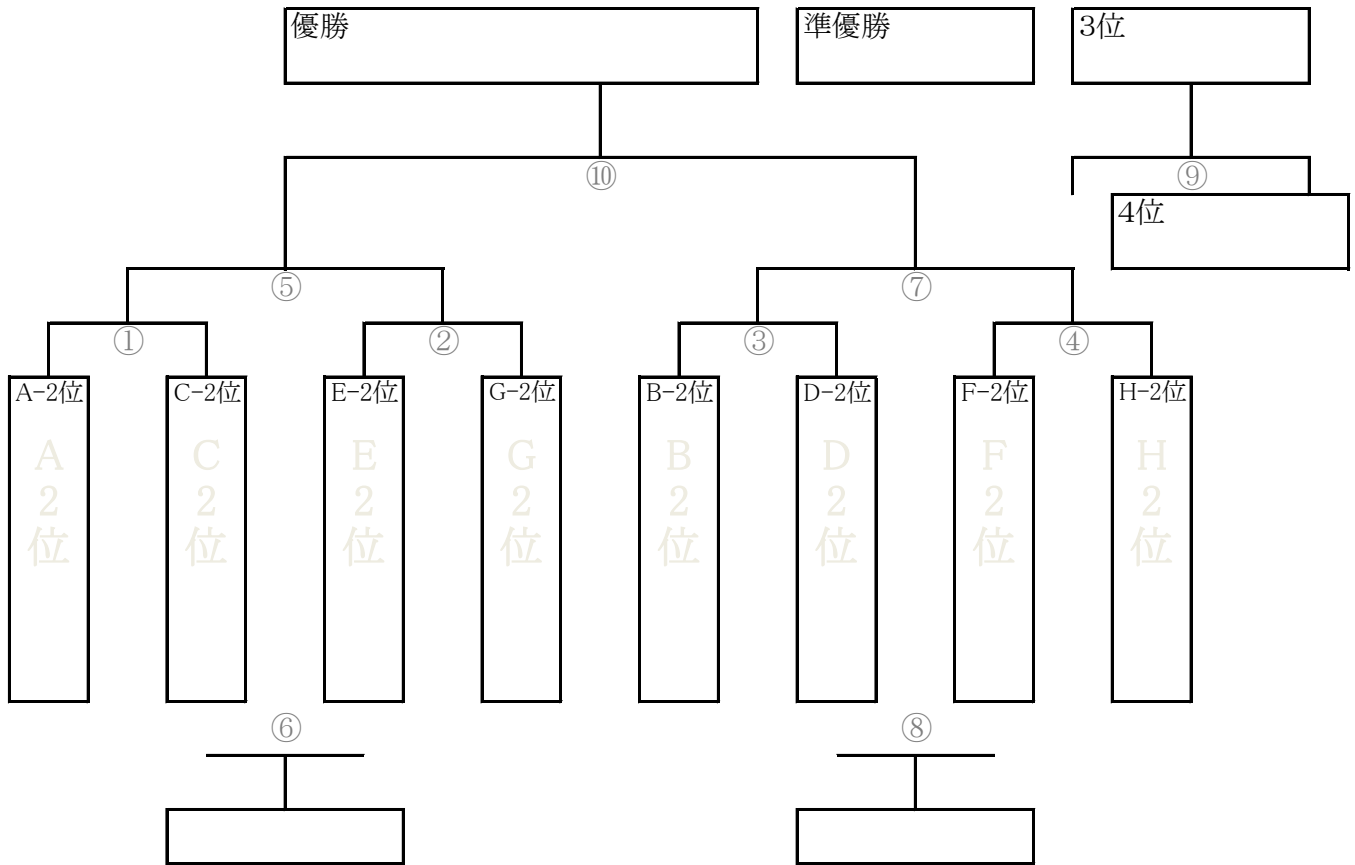 優勝
準優勝
3位
⑩
⑨
4位
⑤
⑦
①
②
③
④
A-2位
C-2位
E-2位
G-2位
B-2位
D-2位
F-2位
H-2位
A
2
位
C
2
位
E
2
位
G
2
位
B
2
位
D
2
位
F
2
位
H
2
位
⑥
⑧